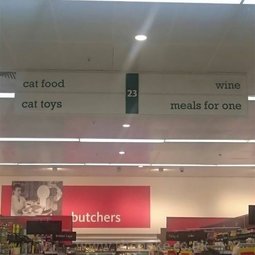 cat food
cat toys
23
wine
meals for one
butchers